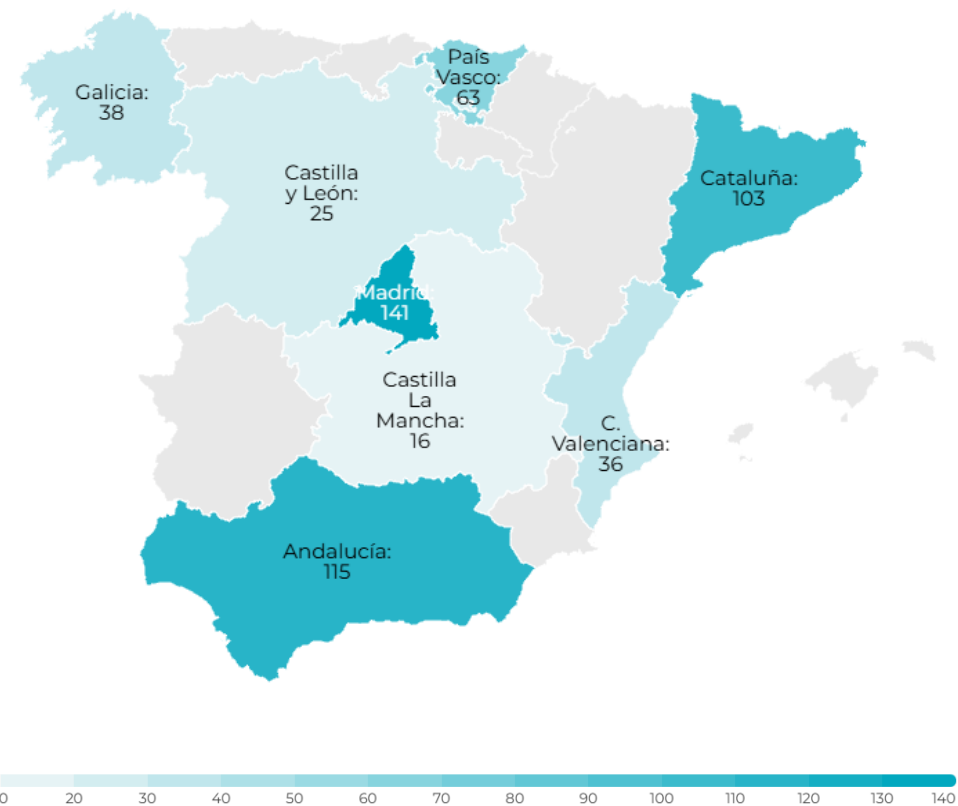 País
Vasco:
63
Galicia:
38
Castilla
y León:
25
Cataluña:
103
Madrid:
141
Castilla
La
Mancha:
16
C.
Valenciana:
36
Andalucía:
115
0 20 30 40 50 60 70 80 90 100 110 120 130 140